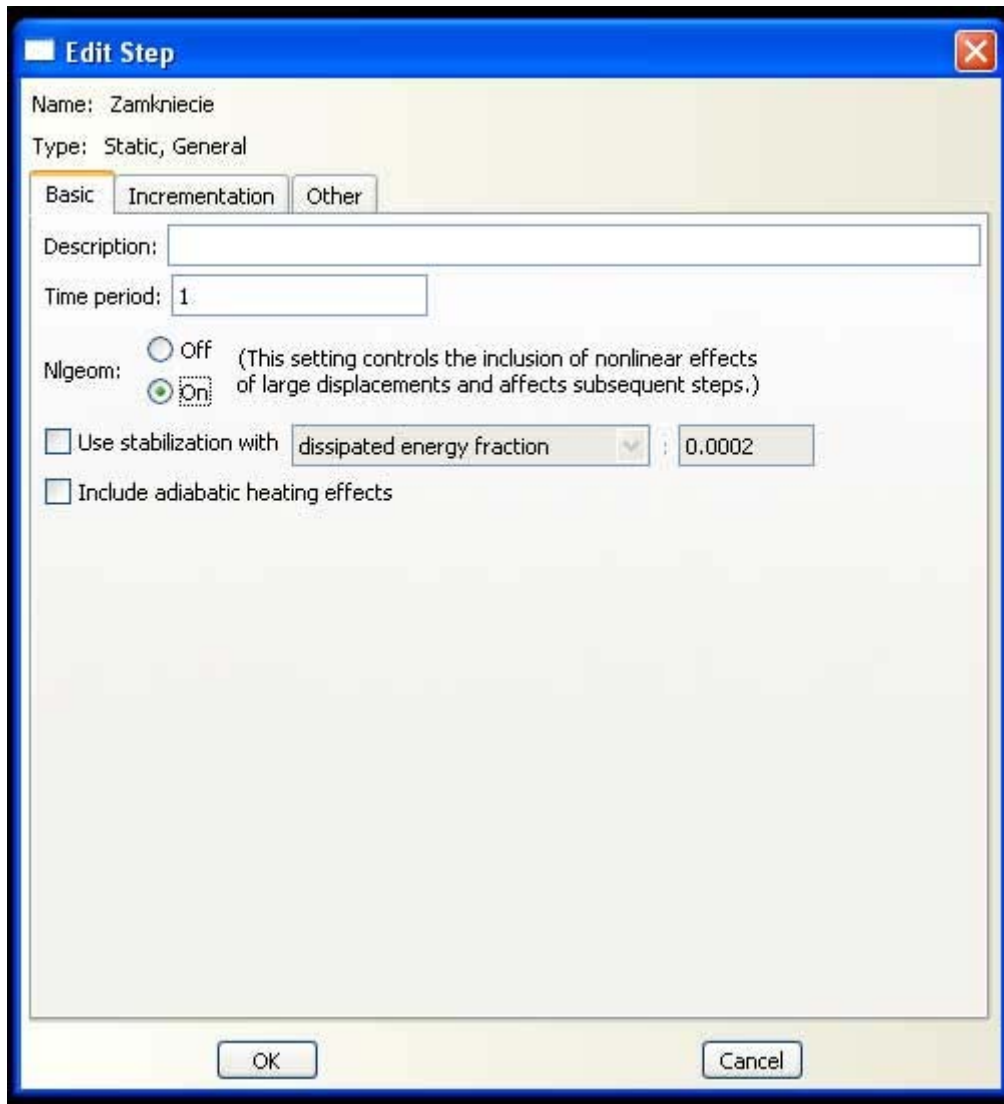 Edit Step
Name: Zamkniecie
Type: Static, General
Basic Incrementation Other
Description:
Time period: 1
Nlgeom: Off (This setting controls the inclusion of nonlinear effects
On of large displacements and affects subsequent steps.)
Use stabilization with dissipated energy fraction : 0.0002
Include adiabatic heating effects
OK Cancel